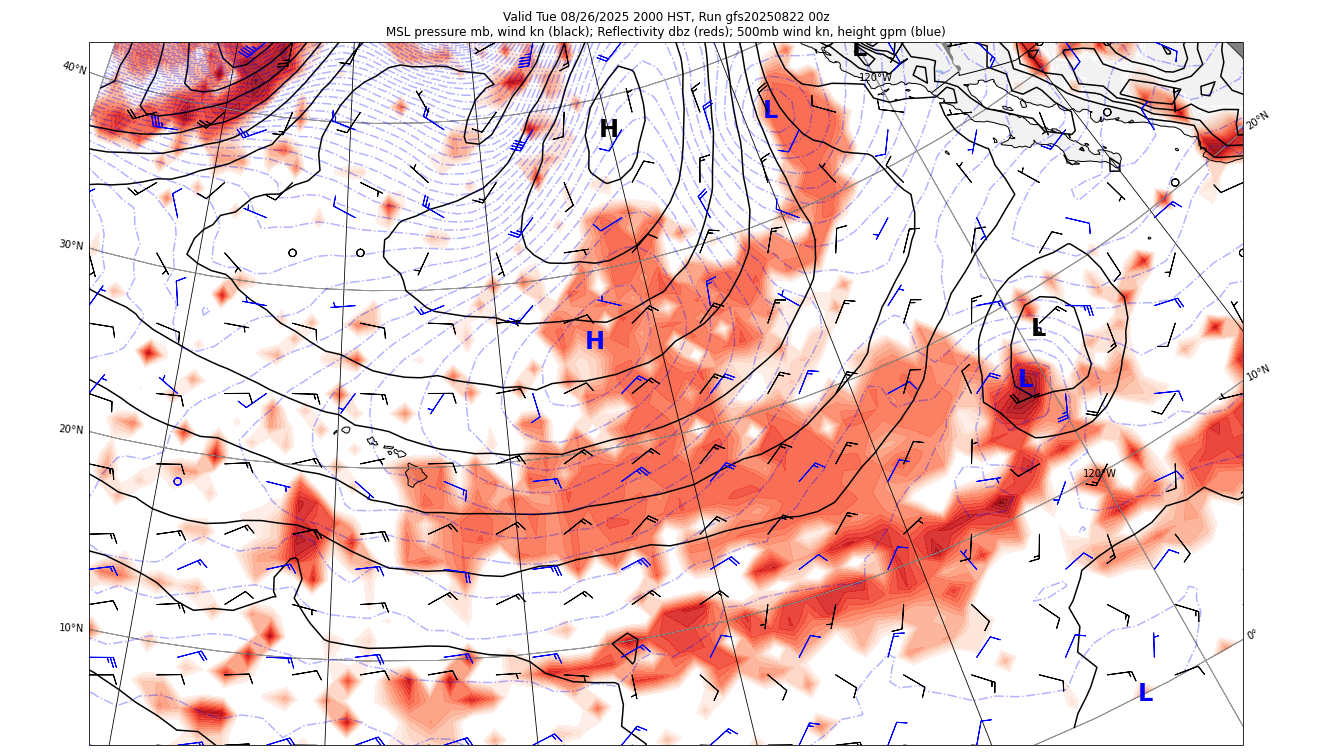 Valid Tue 08/26/2025 2000 HST, Run gfs20250822 00z
MSL pressure mb, wind kn (black); Reflectivity dbz (reds); 500mb wind kn, height gpm (blue)
L
40°N
120°W
L
20°N
H
30°N
L
H
L
10°N
20°N
120°W
10°N
0°
L